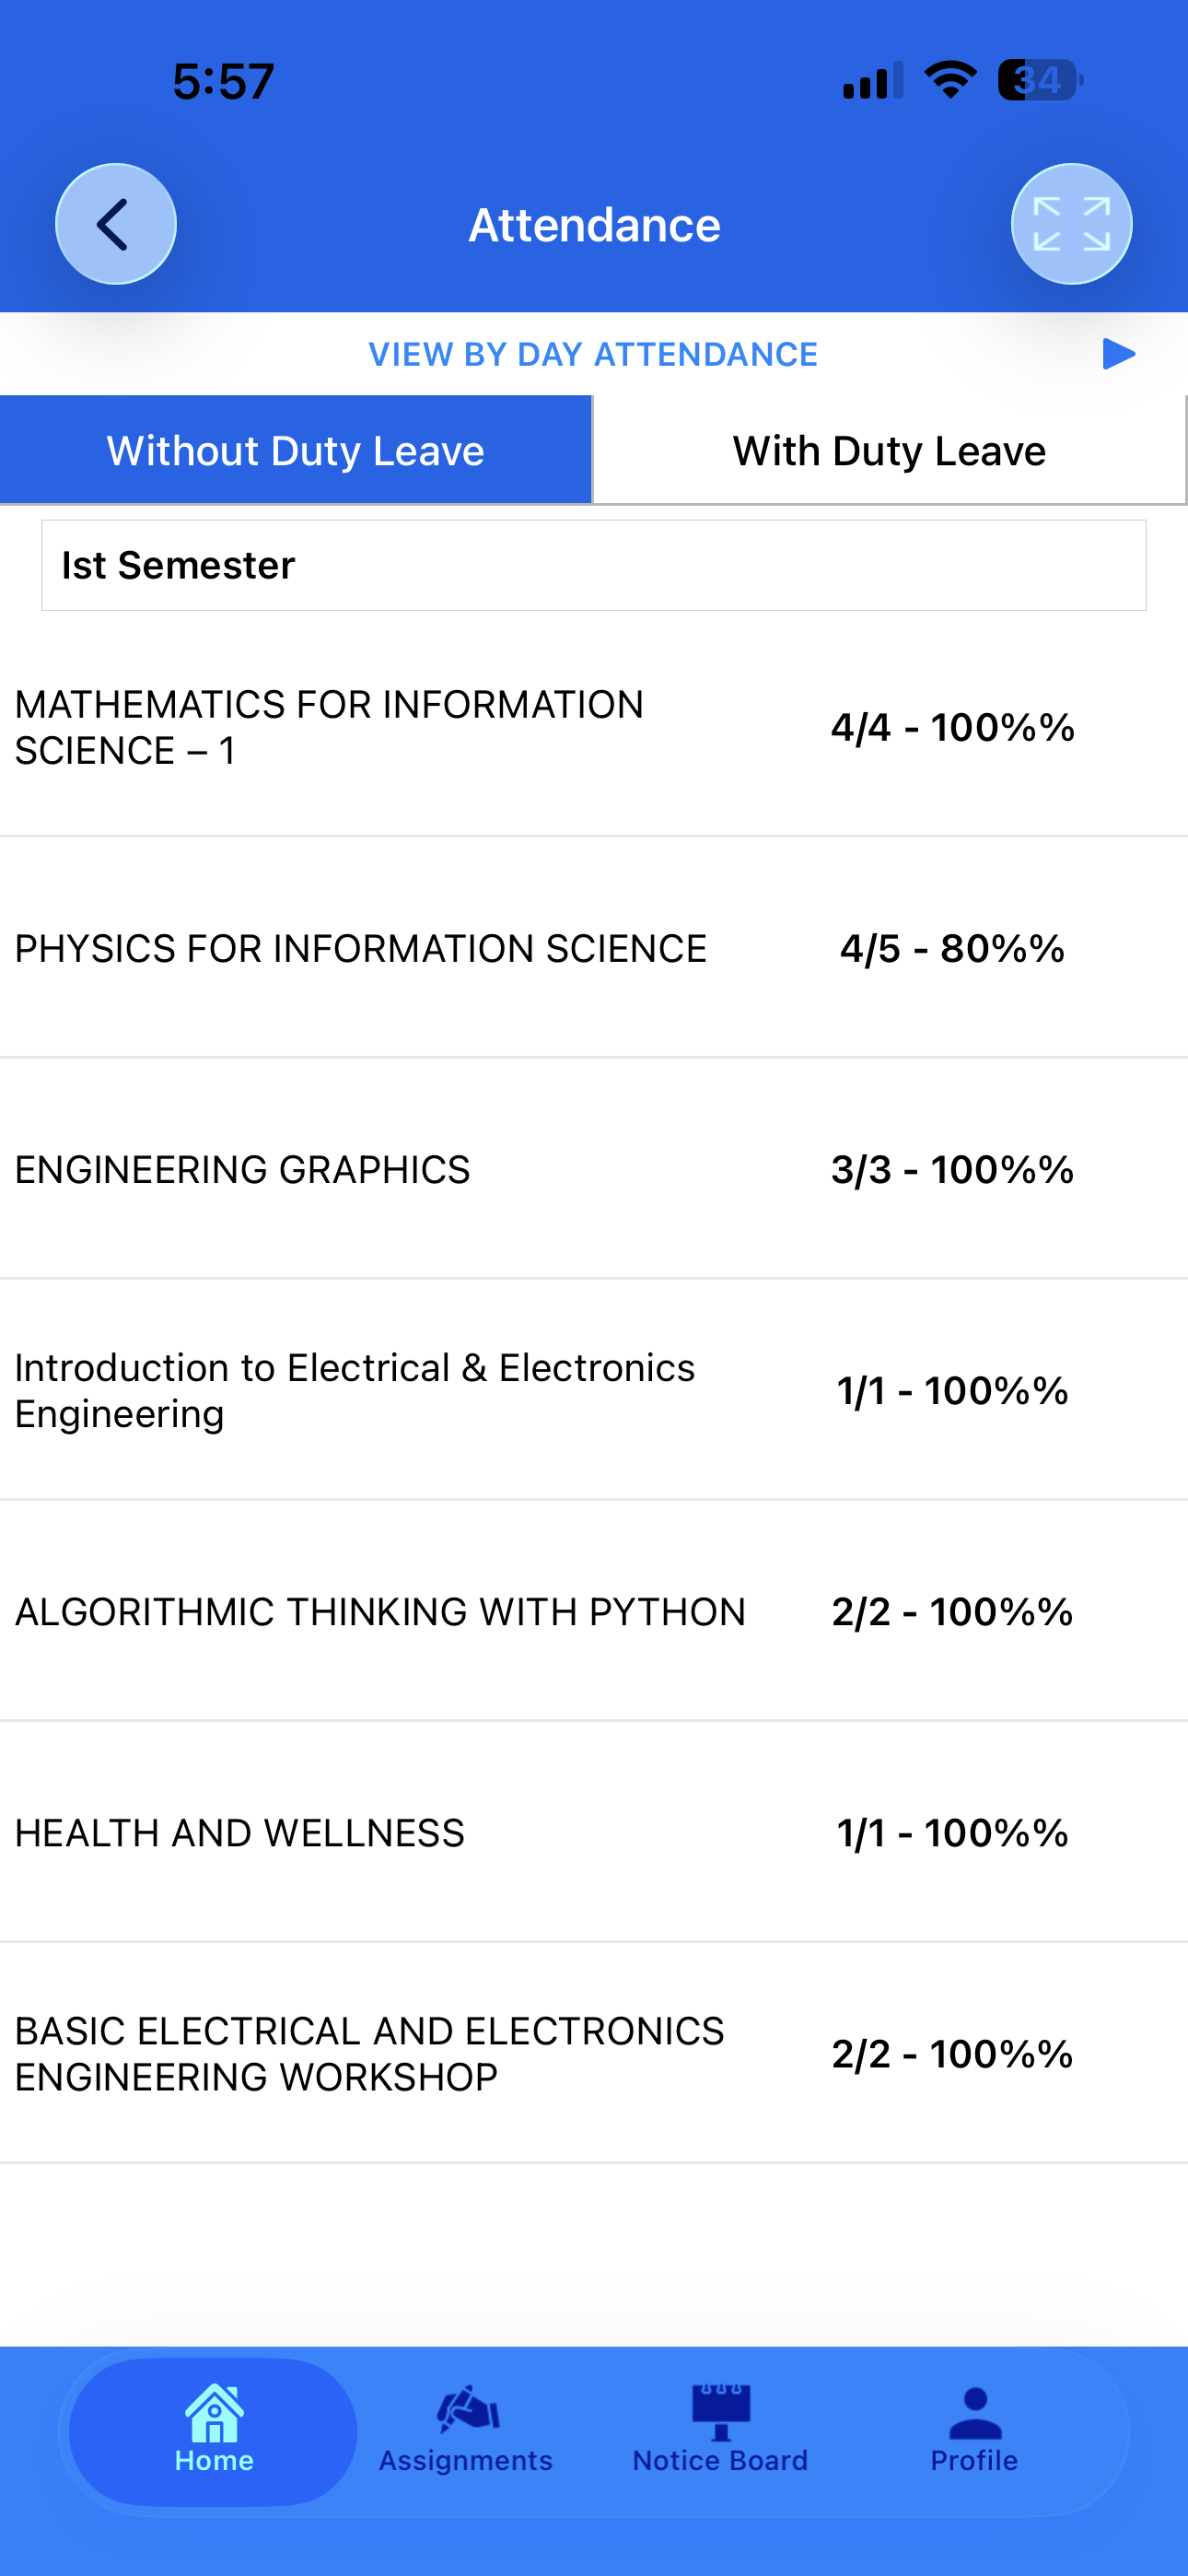 5:57
34
Attendance
VIEW BY DAY ATTENDANCE
Without Duty Leave
With Duty Leave
Ist Semester
MATHEMATICS FOR INFORMATION
SCIENCE – 1
4/4 - 100%%
PHYSICS FOR INFORMATION SCIENCE
4/5 - 80%%
ENGINEERING GRAPHICS
3/3 - 100%%
Introduction to Electrical & Electronics
Engineering
1/1 - 100%%
ALGORITHMIC THINKING WITH PYTHON
2/2 - 100%%
HEALTH AND WELLNESS
1/1 - 100%%
BASIC ELECTRICAL AND ELECTRONICS
ENGINEERING WORKSHOP
2/2 - 100%%
Home
Assignments
Notice Board
Profile